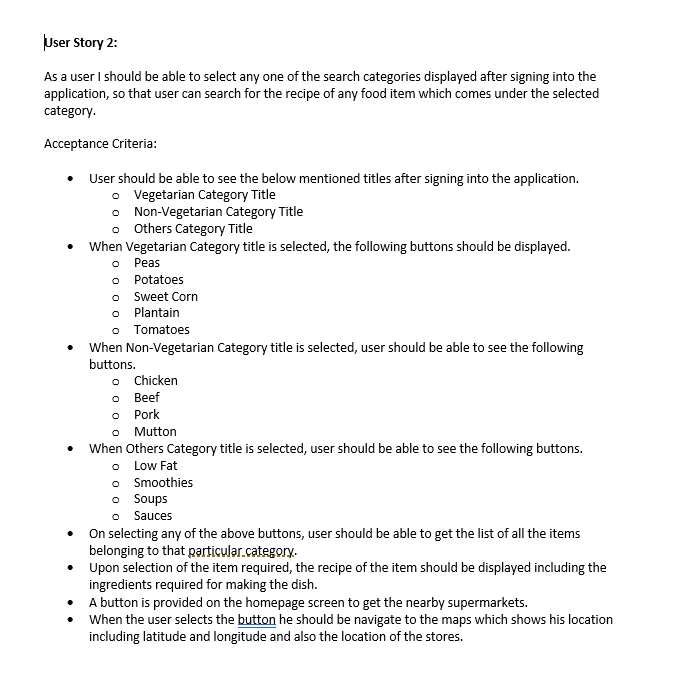 User Story 2:
As a user I should be able to select any one of the search categories displayed after signing into the
application, so that user can search for the recipe of any food item which comes under the selected
category.
Acceptance Criteria:
• User should be able to see the below mentioned titles after signing into the application.
o Vegetarian Category Title
o Non-Vegetarian Category Title
o Others Category Title
• When Vegetarian Category title is selected, the following buttons should be displayed.
o Peas
o Potatoes
o Sweet Corn
o Plantain
o Tomatoes
• When Non-Vegetarian Category title is selected, user should be able to see the following
buttons.
o Chicken
o Beef
o Pork
o Mutton
• When Others Category title is selected, user should be able to see the following buttons.
o Low Fat
o Smoothies
o Soups
o Sauces
• On selecting any of the above buttons, user should be able to get the list of all the items
belonging to that particular category.
• Upon selection of the item required, the recipe of the item should be displayed including the
ingredients required for making the dish.
• A button is provided on the homepage screen to get the nearby supermarkets.
• When the user selects the button he should be navigate to the maps which shows his location
including latitude and longitude and also the location of the stores.